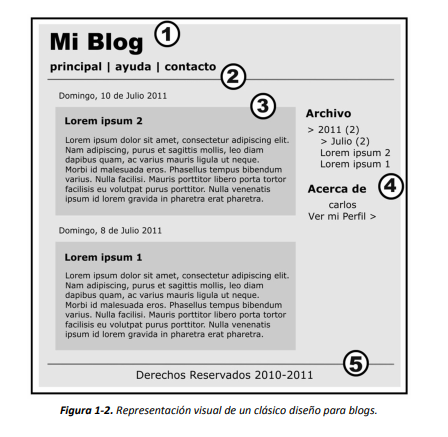 Mi Blog
1
principal | ayuda | contacto
2
Domingo, 10 de Julio 2011
3
Lorem ipsum 2
Lorem ipsum dolor sit amet, consectetur adipiscing elit.
Nam adipiscing, purus et sagittis mollis, leo diam
dapibus quam, ac varius mauris ligula ut neque.
Morbi id malesuada eros. Phasellus tempus bibendum
varius. Nulla facilisi. Mauris porttitor libero porta tortor
facilisis eu volutpat purus porttitor. Nulla venenatis
ipsum id lorem gravida in pharetra erat pharetra.
Domingo, 8 de Julio 2011
Lorem ipsum 1
Lorem ipsum dolor sit amet, consectetur adipiscing elit.
Nam adipiscing, purus et sagittis mollis, leo diam
dapibus quam, ac varius mauris ligula ut neque.
Morbi id malesuada eros. Phasellus tempus bibendum
varius. Nulla facilisi. Mauris porttitor libero porta tortor
facilisis eu volutpat purus porttitor. Nulla venenatis
ipsum id lorem gravida in pharetra erat pharetra.
Archivo
> 2011 (2)
> Julio (2)
Lorem ipsum 2
Lorem ipsum 1
Acerca de
4
carlos
Ver mi Perfil >
5
Derechos Reservados 2010-2011
Figura 1-2. Representación visual de un clásico diseño para blogs.